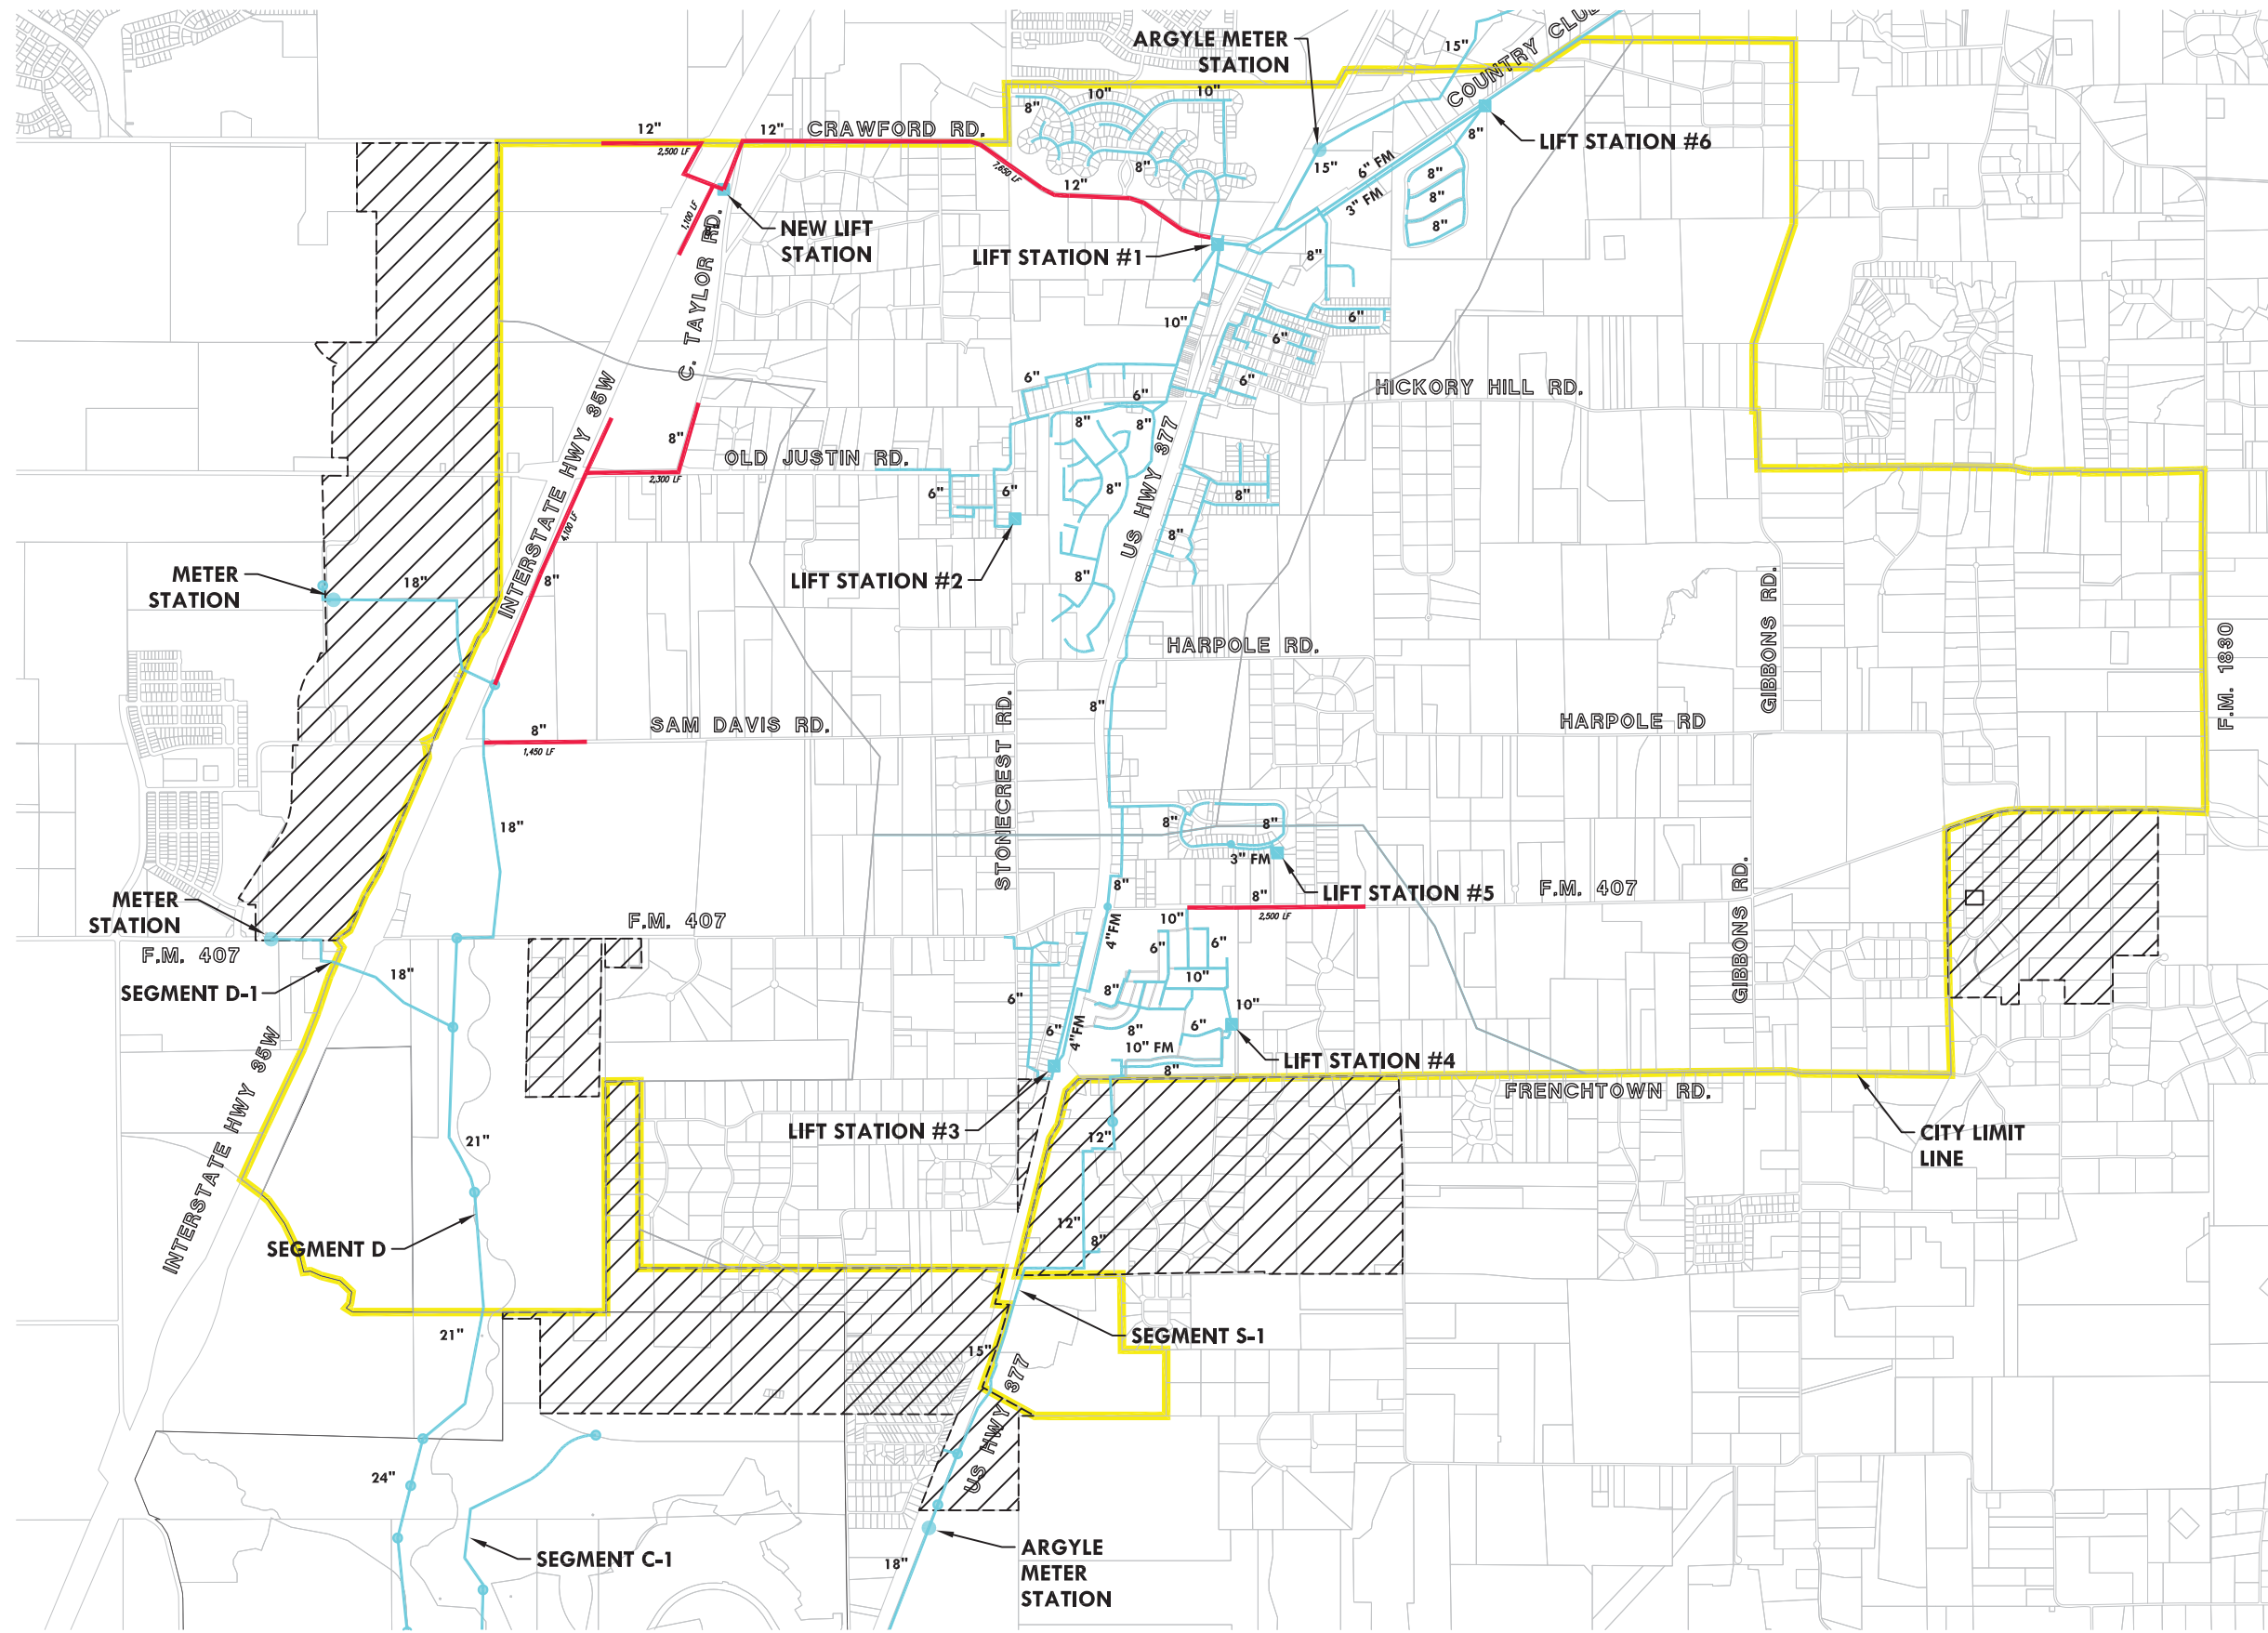 COUNTRY CLUB
ARGYLE METER
STATION
15"
10"
10"
8"
12"
12"
CRAWFORD RD.
2,500 LF
8"
LIFT STATION #6
7,650 LF
8"
12"
15"
6" FM
3" FM
8"
8"
8"
1,100 LF
NEW LIFT
STATION
LIFT STATION #1
8"
C. TAYLOR RD.
10"
6"
6"
6"
6"
6"
HICKORY HILL RD.
INTERSTATE HWY 35W
8"
8"
8"
US HWY 377
OLD JUSTIN RD.
2,300 LF
6"
6"
8"
8"
4,100 LF
8"
8"
METER
STATION
18"
8"
LIFT STATION #2
8"
GIBBONS RD.
HARPOLE RD.
F.M. 1830
8"
STONECREST RD.
SAM DAVIS RD.
HARPOLE RD
8"
1,450 LF
18"
8"
8"
3" FM
LIFT STATION #5
8"
8"
F.M. 407
GIBBONS RD.
METER
STATION
F.M. 407
2,500 LF
10"
F.M. 407
4"FM
6"
6"
18"
SEGMENT D-1
10"
8"
6"
10"
4"FM
6"
8"
6"
10" FM
LIFT STATION #4
8"
INTERSTATE HWY 35W
FRENCHTOWN RD.
LIFT STATION #3
12"
CITY LIMIT
LINE
21"
12"
8"
SEGMENT D
21"
SEGMENT S-1
15"
US HWY 377
24"
SEGMENT C-1
18"
ARGYLE
METER
STATION